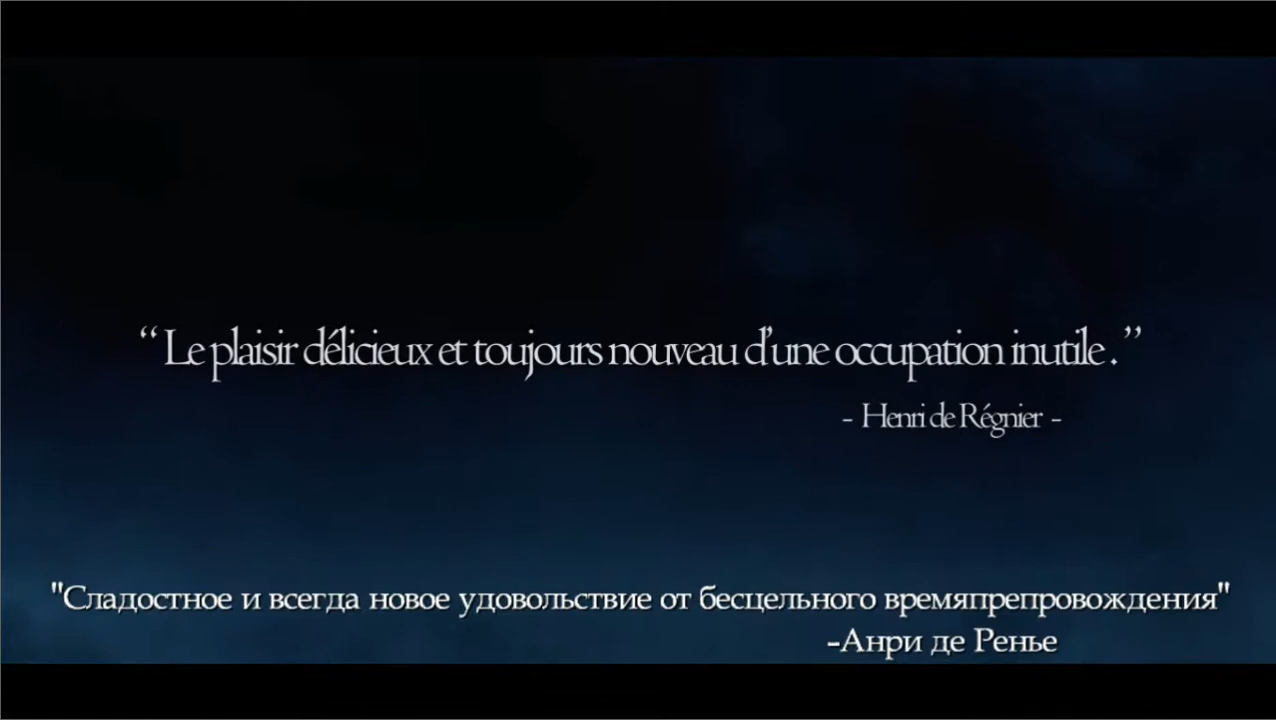 “ Le plaisir délicieux et toujours nouveau d’une occupation inutile . ”
- Henri de Régnier -
"Сладостное и всегда новое удовольствие от бесцельного времяпрепровождения"
-Анри де Ренье